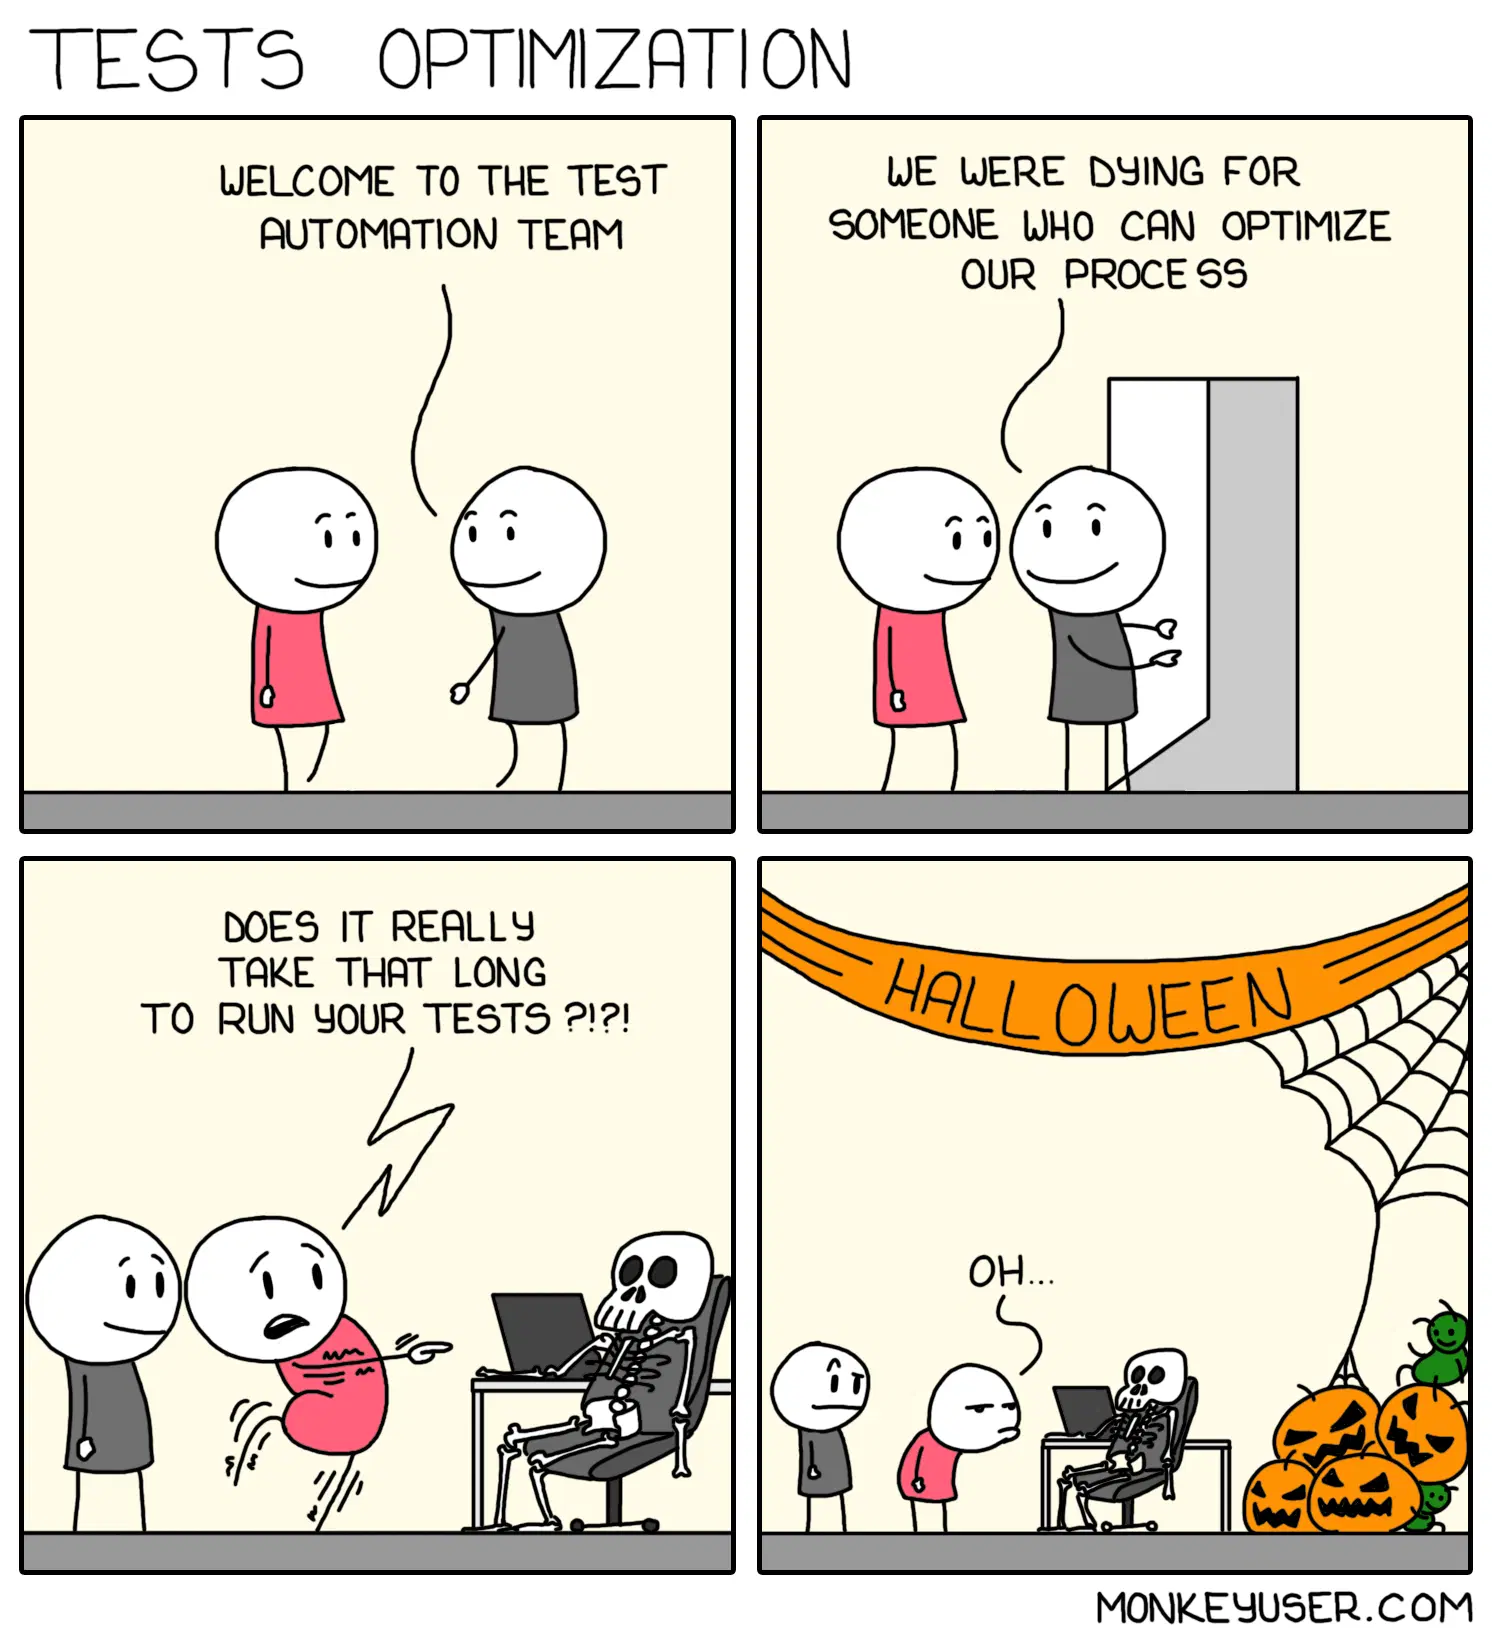 TESTS OPTIMIZATION
WELCOME TO THE TEST
AUTOMATION TEAM
WE WERE DYING FOR
SOMEONE WHO CAN OPTIMIZE
OUR PROCESS
DOES IT REALLY
TAKE THAT LONG
TO RUN YOUR TESTS ?!?!
HALLOWEEN
OH...
MONKEYUSER.COM